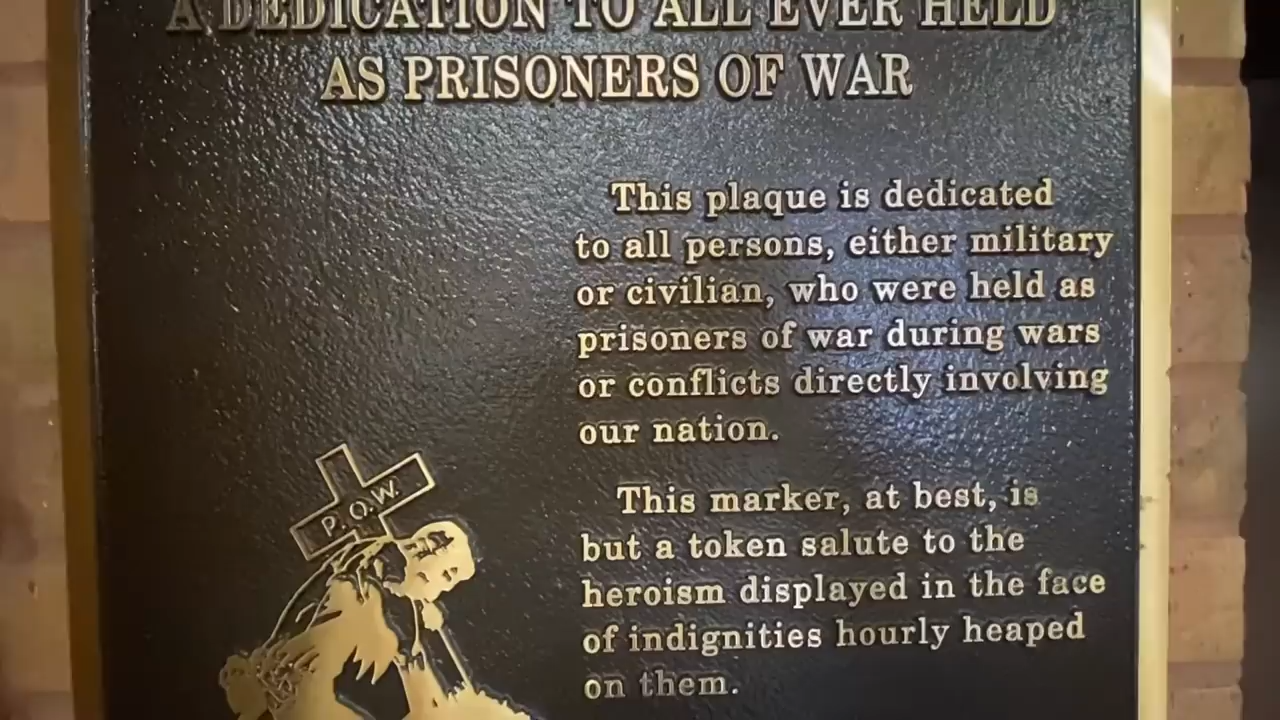 A DEDICATION TO ALL EVER HELD
AS PRISONERS OF WAR
This plaque is dedicated
to all persons, either military
or civilian, who were held as
prisoners of war during wars
or conflicts directly involving
our nation.
This marker, at best, is
but a token salute to the
heroism displayed in the face
of indignities hourly heaped
on them.
P.O.W.